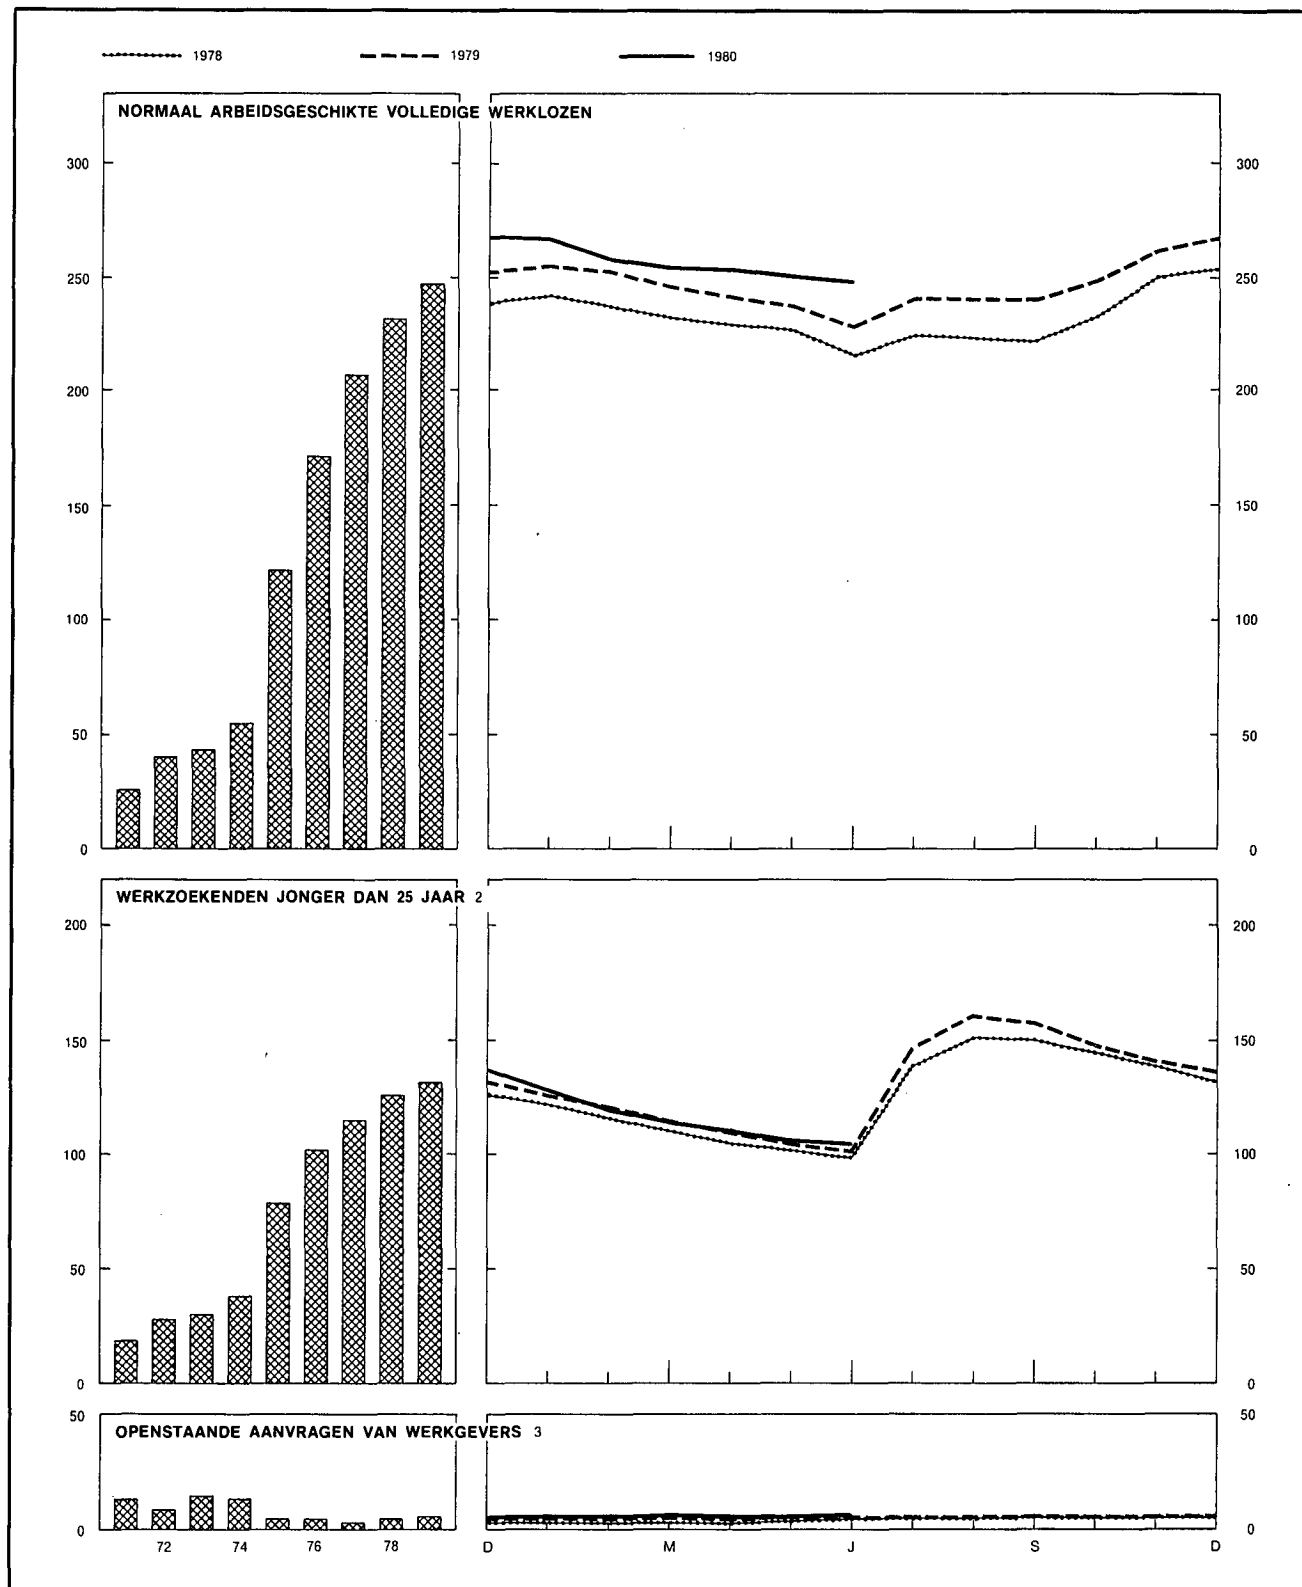 1978 1979 1980
NORMAAL ARBEIDSGESCHIKTE VOLLEDIGE WERKLOZEN
300 300
250 250
200 200
150 150
100 100
50 50
0 0
WERKZOEKENDEN JONGER DAN 25 JAAR 2
200 200
150 150
100 100
50 50
0 0
50 50
OPENSTAANDE AANVRAGEN VAN WERKGEVERS 3
0 0
72 74 76 78 D M J S D